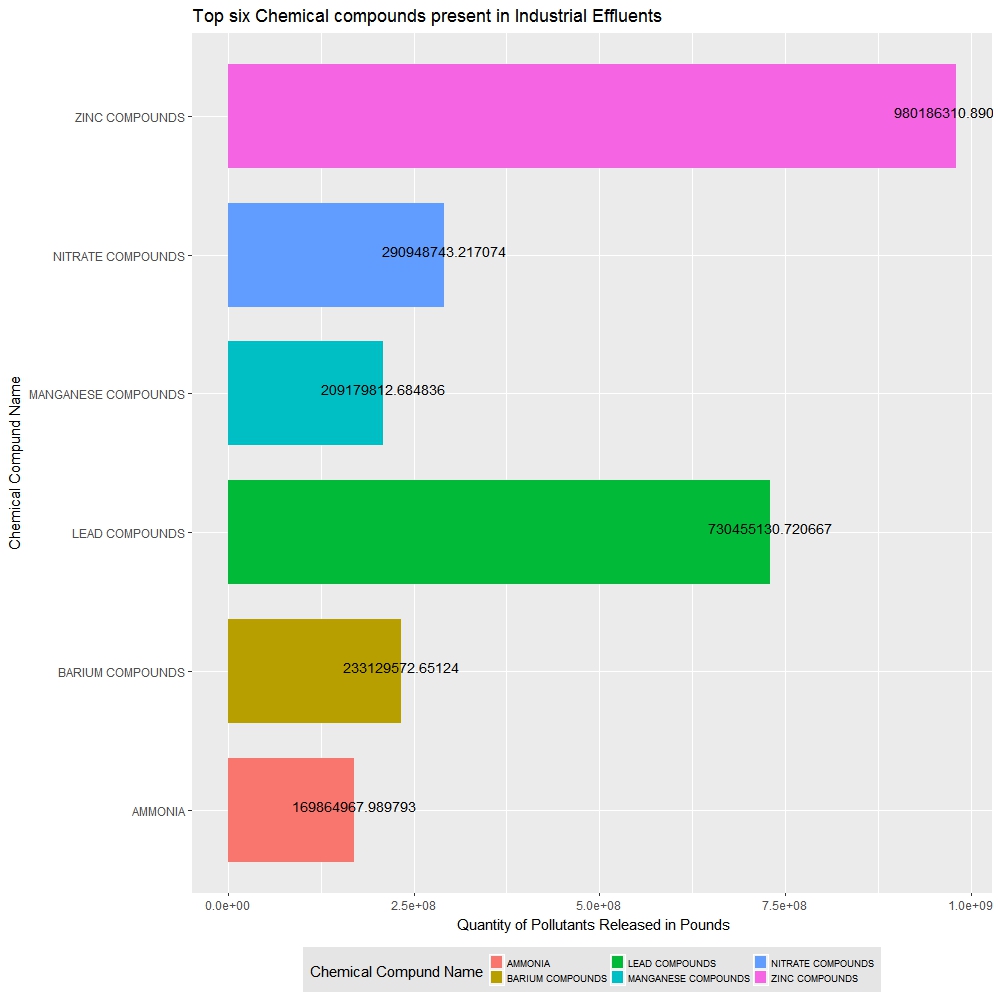 Top six Chemical compounds present in Industrial Effluents
Chemical Compund Name
ZINC COMPOUNDS
980186310.890
NITRATE COMPOUNDS
290948743.217074
MANGANESE COMPOUNDS
209179812.684836
LEAD COMPOUNDS
730455130.720667
BARIUM COMPOUNDS
233129572.65124
AMMONIA
169864967.989793
0.0e+00 2.5e+08 5.0e+08 7.5e+08 1.0e+09
Quantity of Pollutants Released in Pounds
Chemical Compund Name
AMMONIA LEAD COMPOUNDS NITRATE COMPOUNDS
BARIUM COMPOUNDS MANGANESE COMPOUNDS ZINC COMPOUNDS